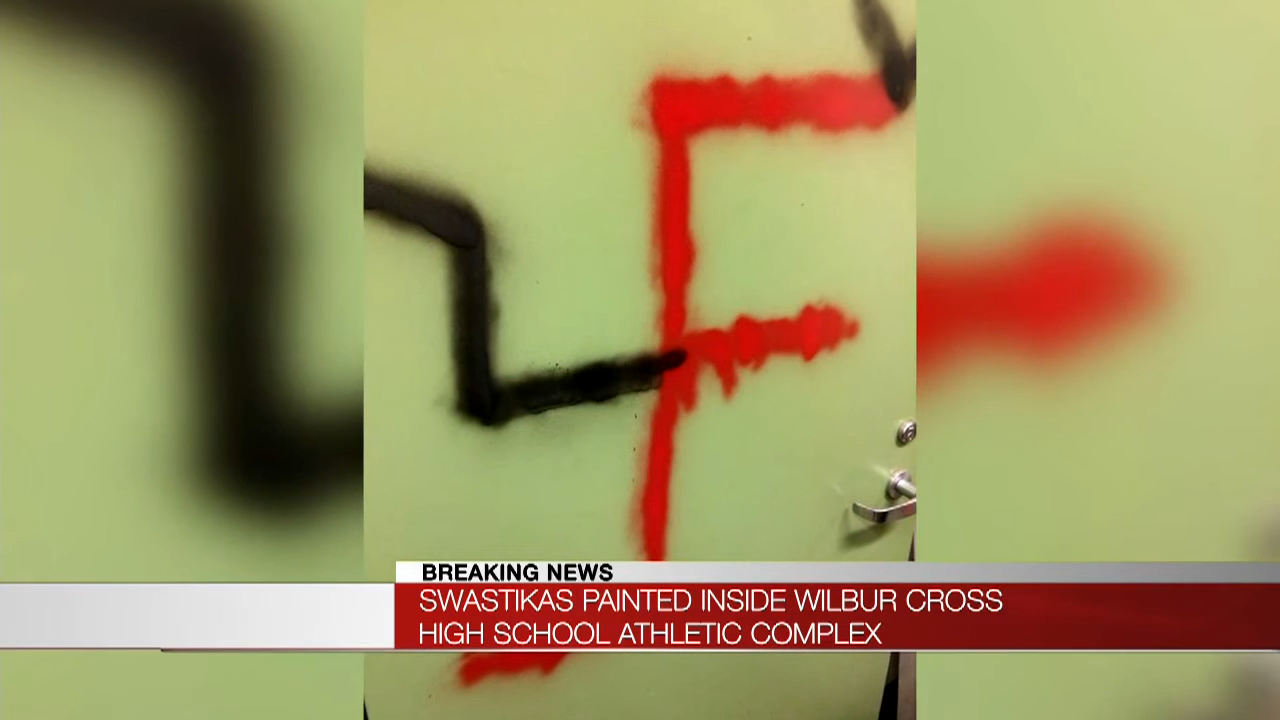 BREAKING NEWS
SWASTIKAS PAINTED INSIDE WILBUR CROSS
HIGH SCHOOL ATHLETIC COMPLEX